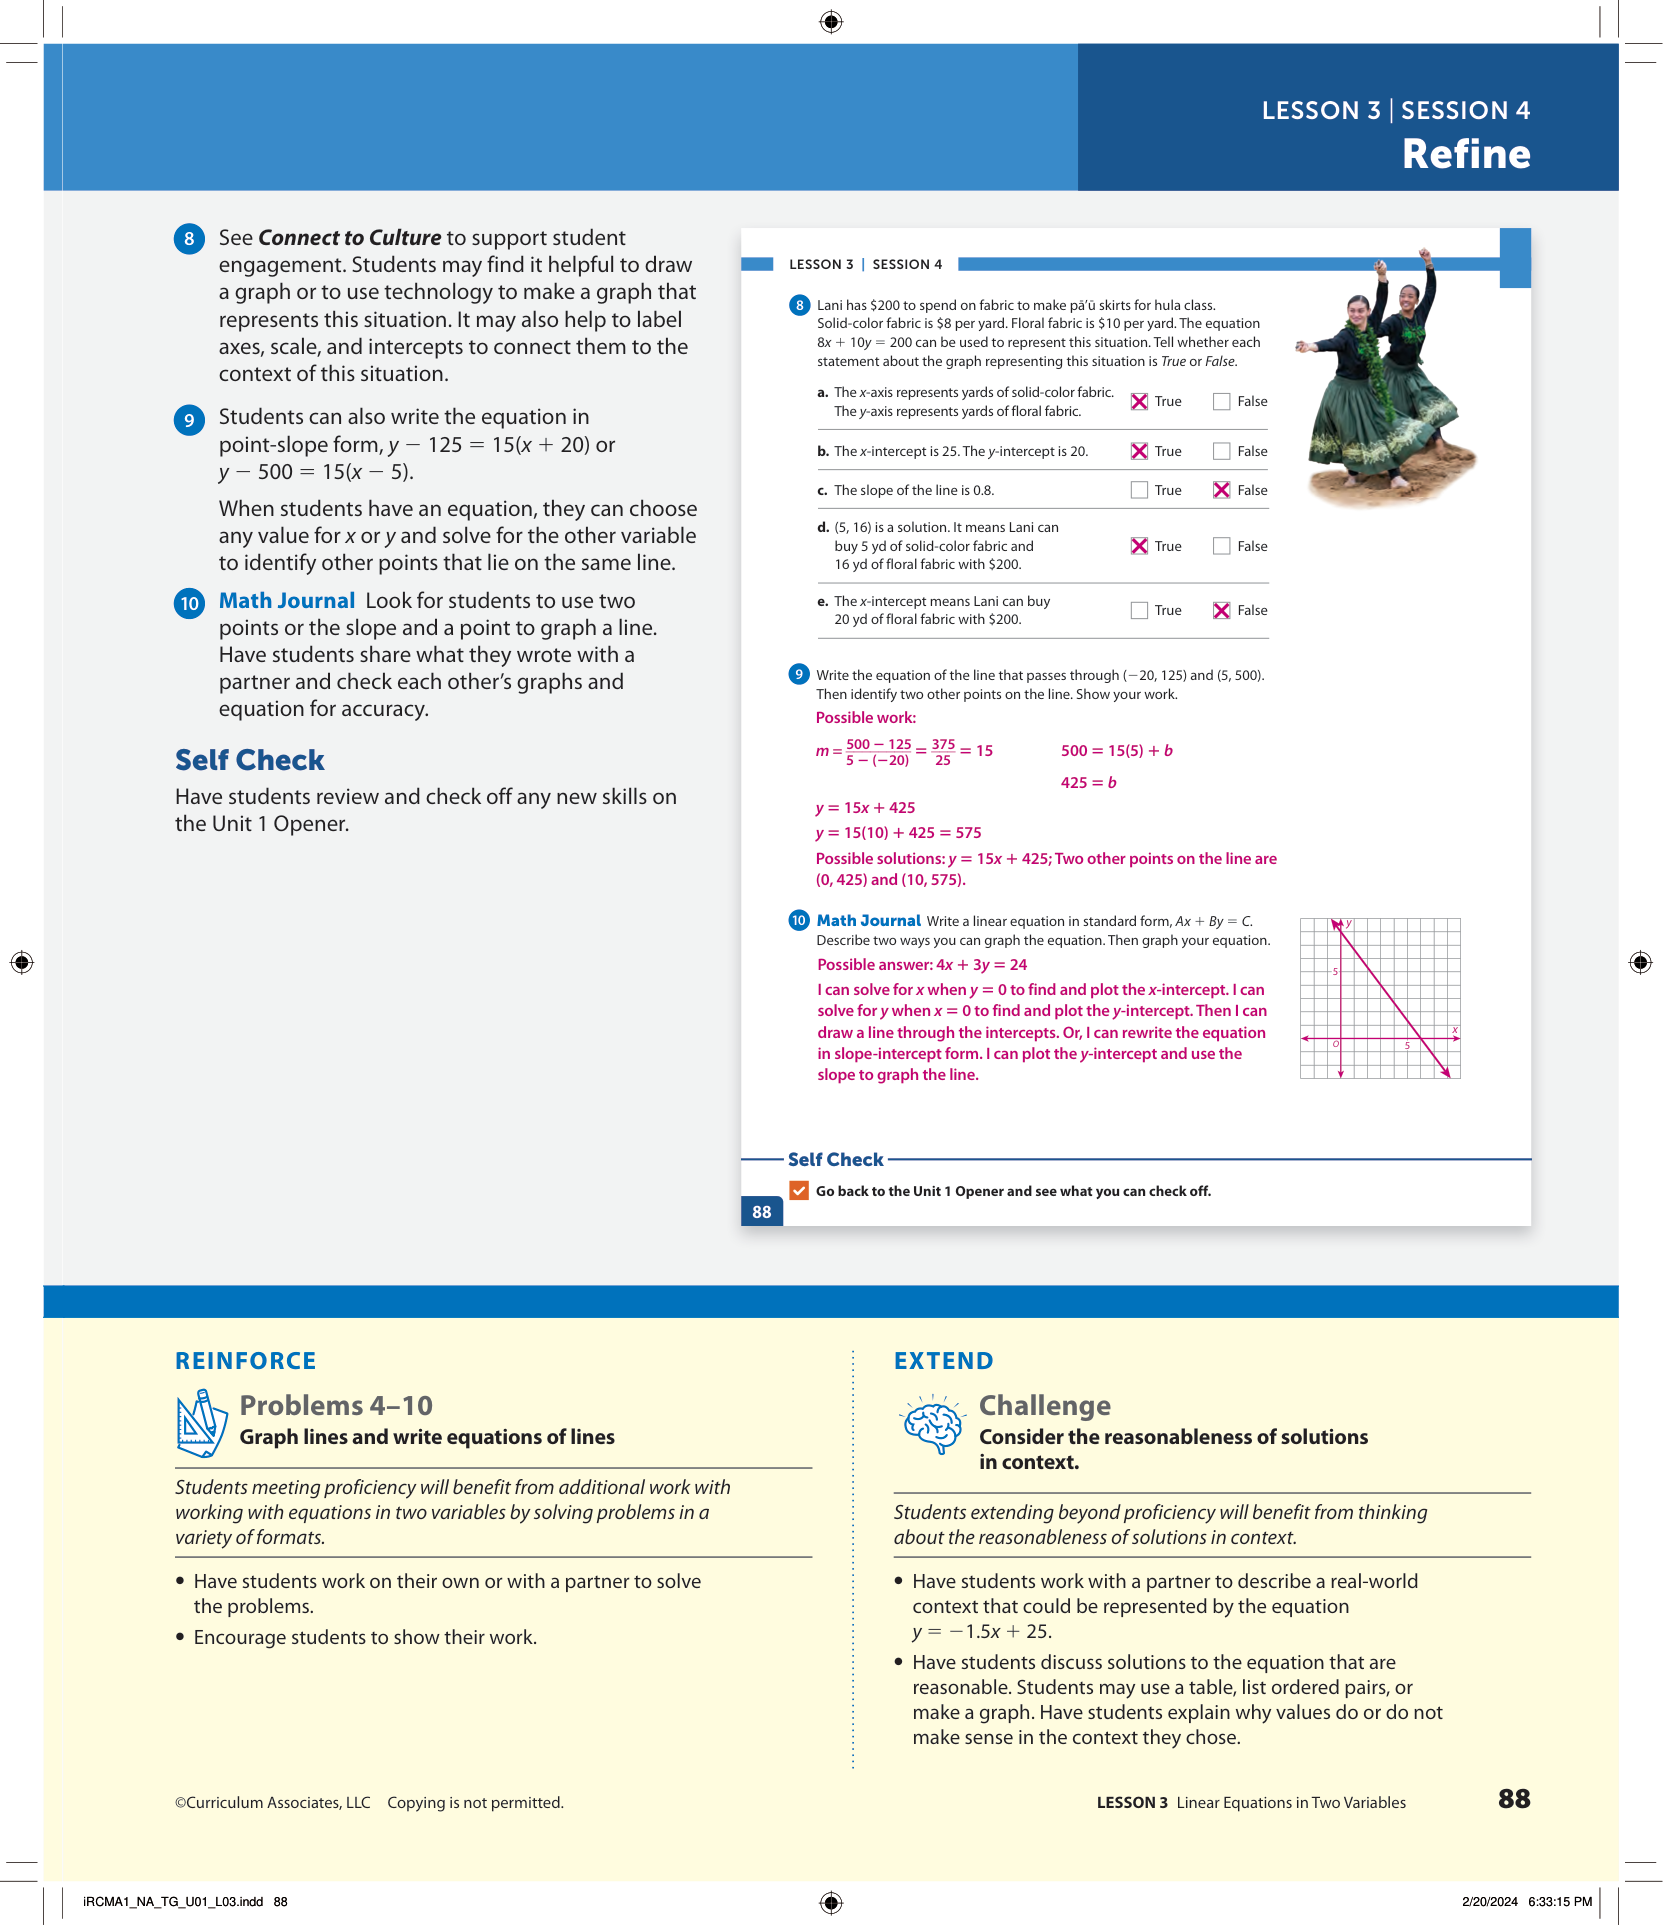 LESSON 3 | SESSION 4
Refine
8 See Connect to Culture to support student
engagement. Students may find it helpful to draw
a graph or to use technology to make a graph that
represents this situation. It may also help to label
axes, scale, and intercepts to connect them to the
context of this situation.
9 Students can also write the equation in
point-slope form, y − 125 = 15(x + 20) or
y − 500 = 15(x − 5).
When students have an equation, they can choose
any value for x or y and solve for the other variable
to identify other points that lie on the same line.
10 Math Journal Look for students to use two
points or the slope and a point to graph a line.
Have students share what they wrote with a
partner and check each other’s graphs and
equation for accuracy.
Self Check
Have students review and check off any new skills on
the Unit 1 Opener.
LESSON 3 | SESSION 4
8 Lani has $200 to spend on fabric to make pā‘ū skirts for hula class.
Solid-color fabric is $8 per yard. Floral fabric is $10 per yard. The equation
8x + 10y = 200 can be used to represent this situation. Tell whether each
statement about the graph representing this situation is True or False.
a. The x-axis represents yards of solid-color fabric.
The y-axis represents yards of floral fabric.
True False
b. The x-intercept is 25. The y-intercept is 20. True False
c. The slope of the line is 0.8. True False
d. (5, 16) is a solution. It means Lani can
buy 5 yd of solid-color fabric and
16 yd of floral fabric with $200.
True False
e. The x-intercept means Lani can buy
20 yd of floral fabric with $200.
True False
9 Write the equation of the line that passes through (−20, 125) and (5, 500).
Then identify two other points on the line. Show your work.
Possible work:
m = 500 − 125 / 5 − (−20) = 375 / 25 = 15 500 = 15(5) + b
425 = b
y = 15x + 425
y = 15(10) + 425 = 575
Possible solutions: y = 15x + 425; Two other points on the line are
(0, 425) and (10, 575).
10 Math Journal Write a linear equation in standard form, Ax + By = C.
Describe two ways you can graph the equation. Then graph your equation.
Possible answer: 4x + 3y = 24
I can solve for x when y = 0 to find and plot the x-intercept. I can
solve for y when x = 0 to find and plot the y-intercept. Then I can
draw a line through the intercepts. Or, I can rewrite the equation
in slope-intercept form. I can plot the y-intercept and use the
slope to graph the line.
y
5
x
O 5
Self Check
Go back to the Unit 1 Opener and see what you can check off.
88
REINFORCE
Problems 4–10
Graph lines and write equations of lines
Students meeting proficiency will benefit from additional work with
working with equations in two variables by solving problems in a
variety of formats.
• Have students work on their own or with a partner to solve
the problems.
• Encourage students to show their work.
EXTEND
Challenge
Consider the reasonableness of solutions
in context.
Students extending beyond proficiency will benefit from thinking
about the reasonableness of solutions in context.
• Have students work with a partner to describe a real-world
context that could be represented by the equation
y = −1.5x + 25.
• Have students discuss solutions to the equation that are
reasonable. Students may use a table, list ordered pairs, or
make a graph. Have students explain why values do or do not
make sense in the context they chose.
©Curriculum Associates, LLC Copying is not permitted.
LESSON 3 Linear Equations in Two Variables 88
iRCMA1_NA_TG_U01_L03.indd 88
2/20/2024 6:33:15 PM